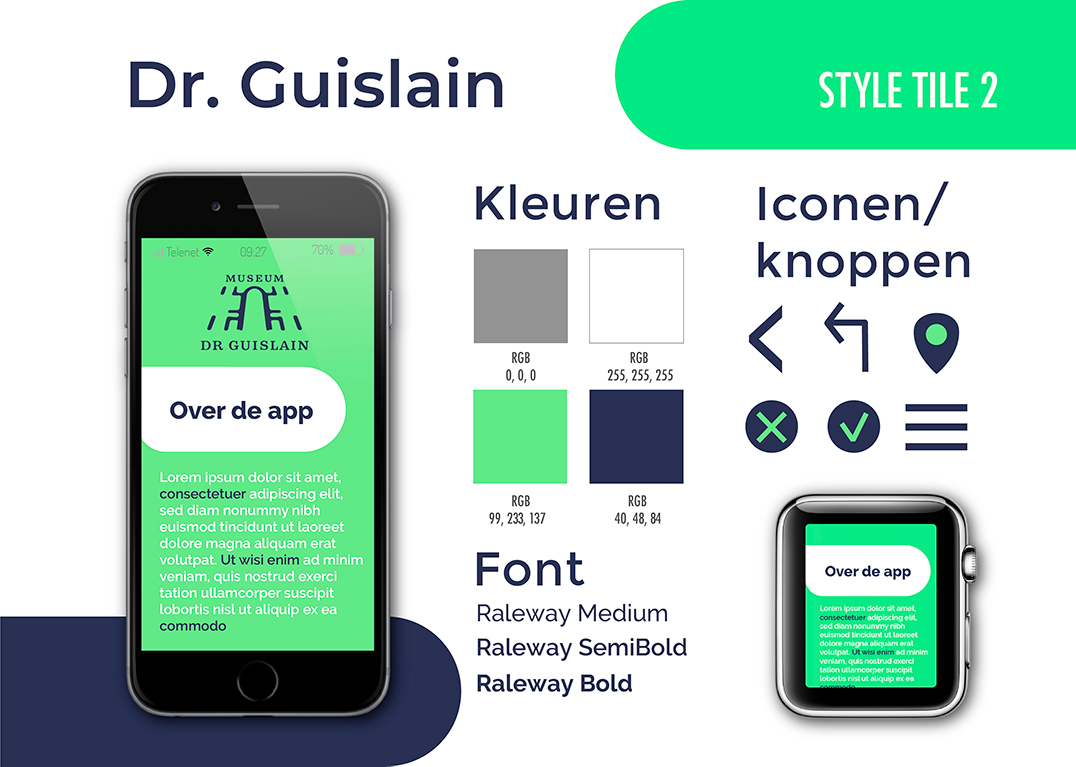 Dr. Guislain
STYLE TILE 2
Telenet 09:27 70%
MUSEUM
DR GUISLAIN
Over de app
Lorem ipsum dolor sit amet,
consectetuer adipiscing elit,
sed diam nonummy nibh
euismod tincidunt ut laoreet
dolore magna aliquam erat
volutpat. Ut wisi enim ad minim
veniam, quis nostrud exerci
tation ullamcorper suscipit
lobortis nisl ut aliquip ex ea
commodo
Kleuren
RGB
0, 0, 0
RGB
255, 255, 255
RGB
99, 233, 137
RGB
40, 48, 84
Font
Raleway Medium
Raleway SemiBold
Raleway Bold
Iconen/
knoppen
Over de app
Lorem ipsum dolor sit amet,
consectetuer adipiscing elit,
sed diam nonummy nibh
euismod tincidunt ut laoreet
dolore magna aliquam erat
volutpat. Ut wisi enim ad minim
veniam, quis nostrud exerci
tation ullamcorper suscipit
lobortis nisl ut aliquip ex ea
commodo